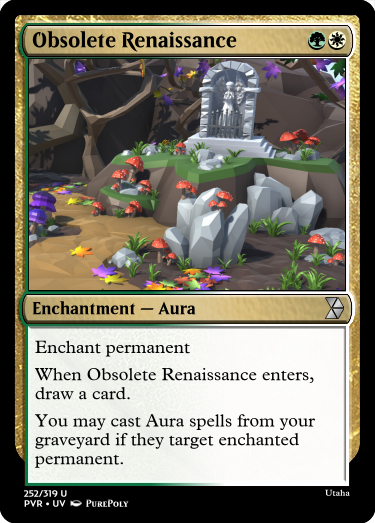 Obsolete Renaissance
Enchantment — Aura
Enchant permanent
When Obsolete Renaissance enters,
draw a card.
You may cast Aura spells from your
graveyard if they target enchanted
permanent.
252/319 U
Utaha
PVR • UV PurePoly